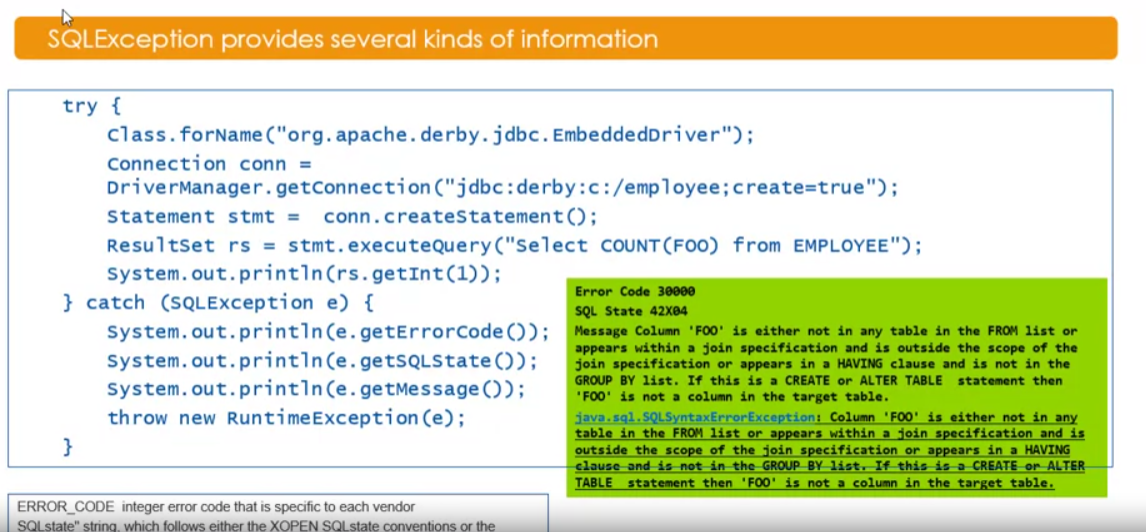 SQLException provides several kinds of information
try {
Class.forName("org.apache.derby.jdbc.EmbeddedDriver");
Connection conn =
DriverManager.getConnection("jdbc:derby:c:/employee;create=true");
Statement stmt = conn.createStatement();
ResultSet rs = stmt.executeQuery("Select COUNT(FOO) from EMPLOYEE");
System.out.println(rs.getInt(1));
} catch (SQLException e) {
System.out.println(e.getErrorCode());
System.out.println(e.getSQLState());
System.out.println(e.getMessage());
throw new RuntimeException(e);
}
Error Code 30000
SQL State 42X04
Message Column 'FOO' is either not in any table in the FROM list or
appears within a join specification and is outside the scope of the
join specification or appears in a HAVING clause and is not in the
GROUP BY list. If this is a CREATE or ALTER TABLE statement then
'FOO' is not a column in the target table.
java.sql.SQLSyntaxErrorException: Column 'FOO' is either not in any
table in the FROM list or appears within a join specification and is
outside the scope of the join specification or appears in a HAVING
clause and is not in the GROUP BY list. If this is a CREATE or ALTER
TABLE statement then 'FOO' is not a column in the target table.
ERROR_CODE integer error code that is specific to each vendor
SQLstate" string, which follows either the XOPEN SQLstate conventions or the